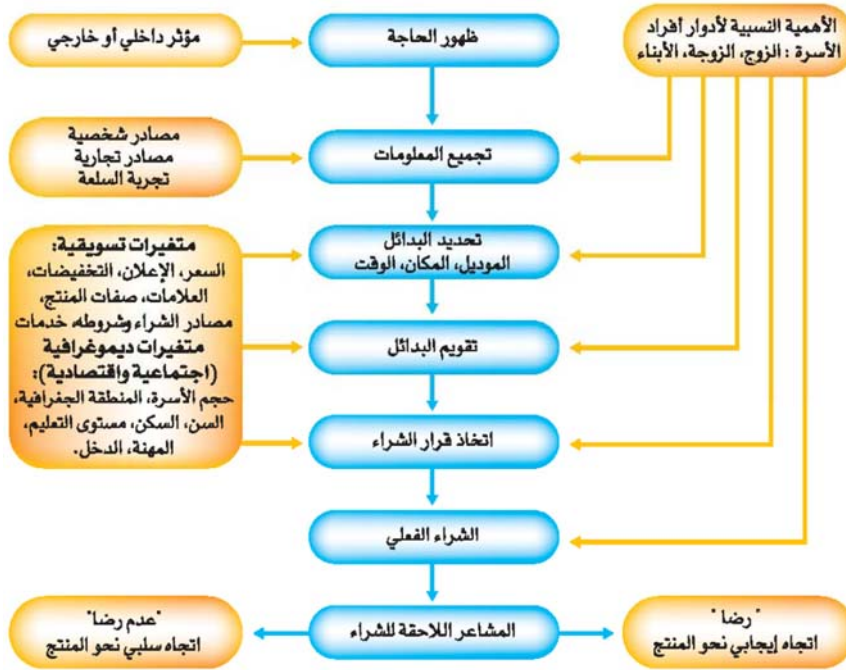 الأهمية النسبية لأدوار أفراد
الأسرة : الزوج، الزوجة، الأبناء
ظهور الحاجة
مؤثر داخلي أو خارجي
تجميع المعلومات
مصادر شخصية
مصادر تجارية
تجربة السلعة
تحديد البدائل
الموديل، المكان، الوقت
متغيرات تسويقية:
السعر، الإعلان، التخفيضات،
العلامات، صفات المنتج،
مصادر الشراء وشروطه، خدمات
متغيرات ديموغرافية
(اجتماعية واقتصادية):
حجم الأسرة، المنطقة الجغرافية،
السن، السكن، مستوى التعليم،
المهنة، الدخل.
تقويم البدائل
اتخاذ قرار الشراء
الشراء الفعلي
المشاعر اللاحقة للشراء
"رضا"
اتجاه إيجابي نحو المنتج
"عدم رضا"
اتجاه سلبي نحو المنتج